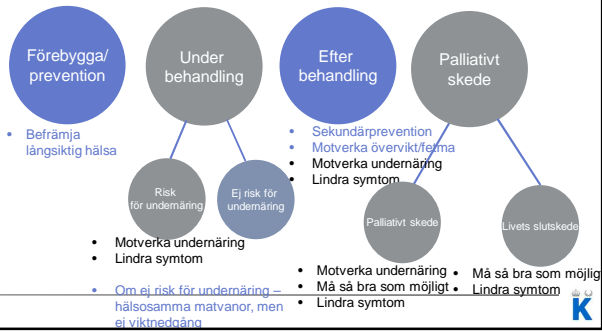 Förebygga/
prevention
Under
behandling
Efter
behandling
Palliativt
skede
• Befrämja
långsiktig hälsa
• Sekundärprevention
• Motverka övervikt/fetma
• Motverka undernäring
• Lindra symtom
Risk
för undernäring
Ej risk för
undernäring
Palliativt skede
Livets slutskede
• Motverka undernäring
• Lindra symtom
• Om ej risk för undernäring –
hälsosamma matvanor, men
ej viktnedgång
• Motverka undernäring
• Må så bra som möjligt
• Lindra symtom
• Må så bra som möjlig
• Lindra symtom
K